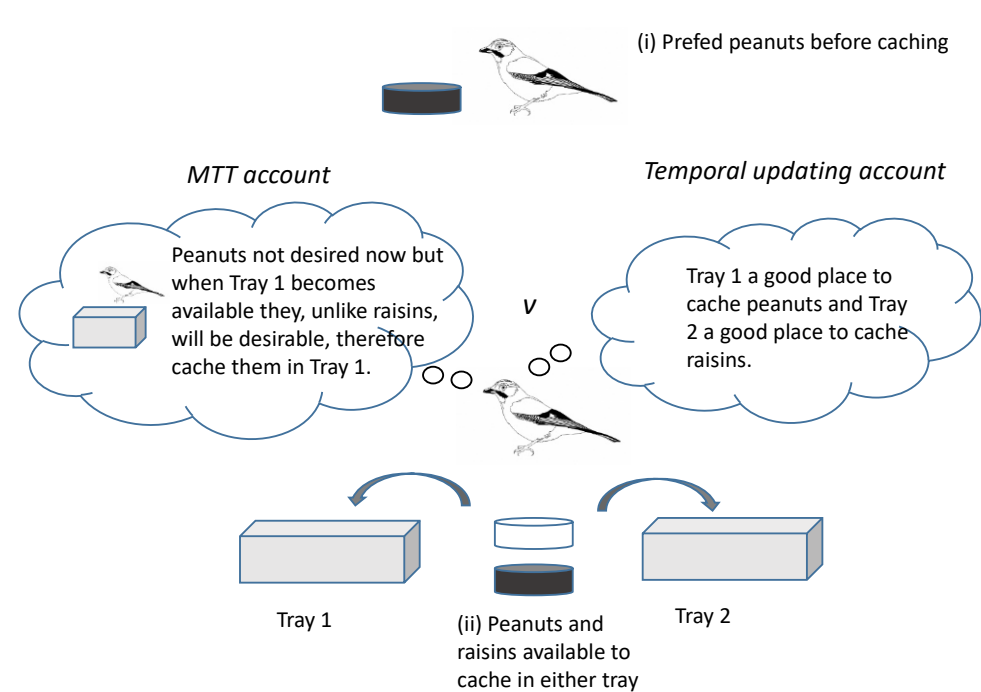 (i) Prefed peanuts before caching
MTT account
Temporal updating account
Peanuts not desired now but
when Tray 1 becomes
available they, unlike raisins,
will be desirable, therefore
cache them in Tray 1.
v
Tray 1 a good place to
cache peanuts and Tray
2 a good place to cache
raisins.
Tray 1
(ii) Peanuts and
raisins available to
cache in either tray
Tray 2